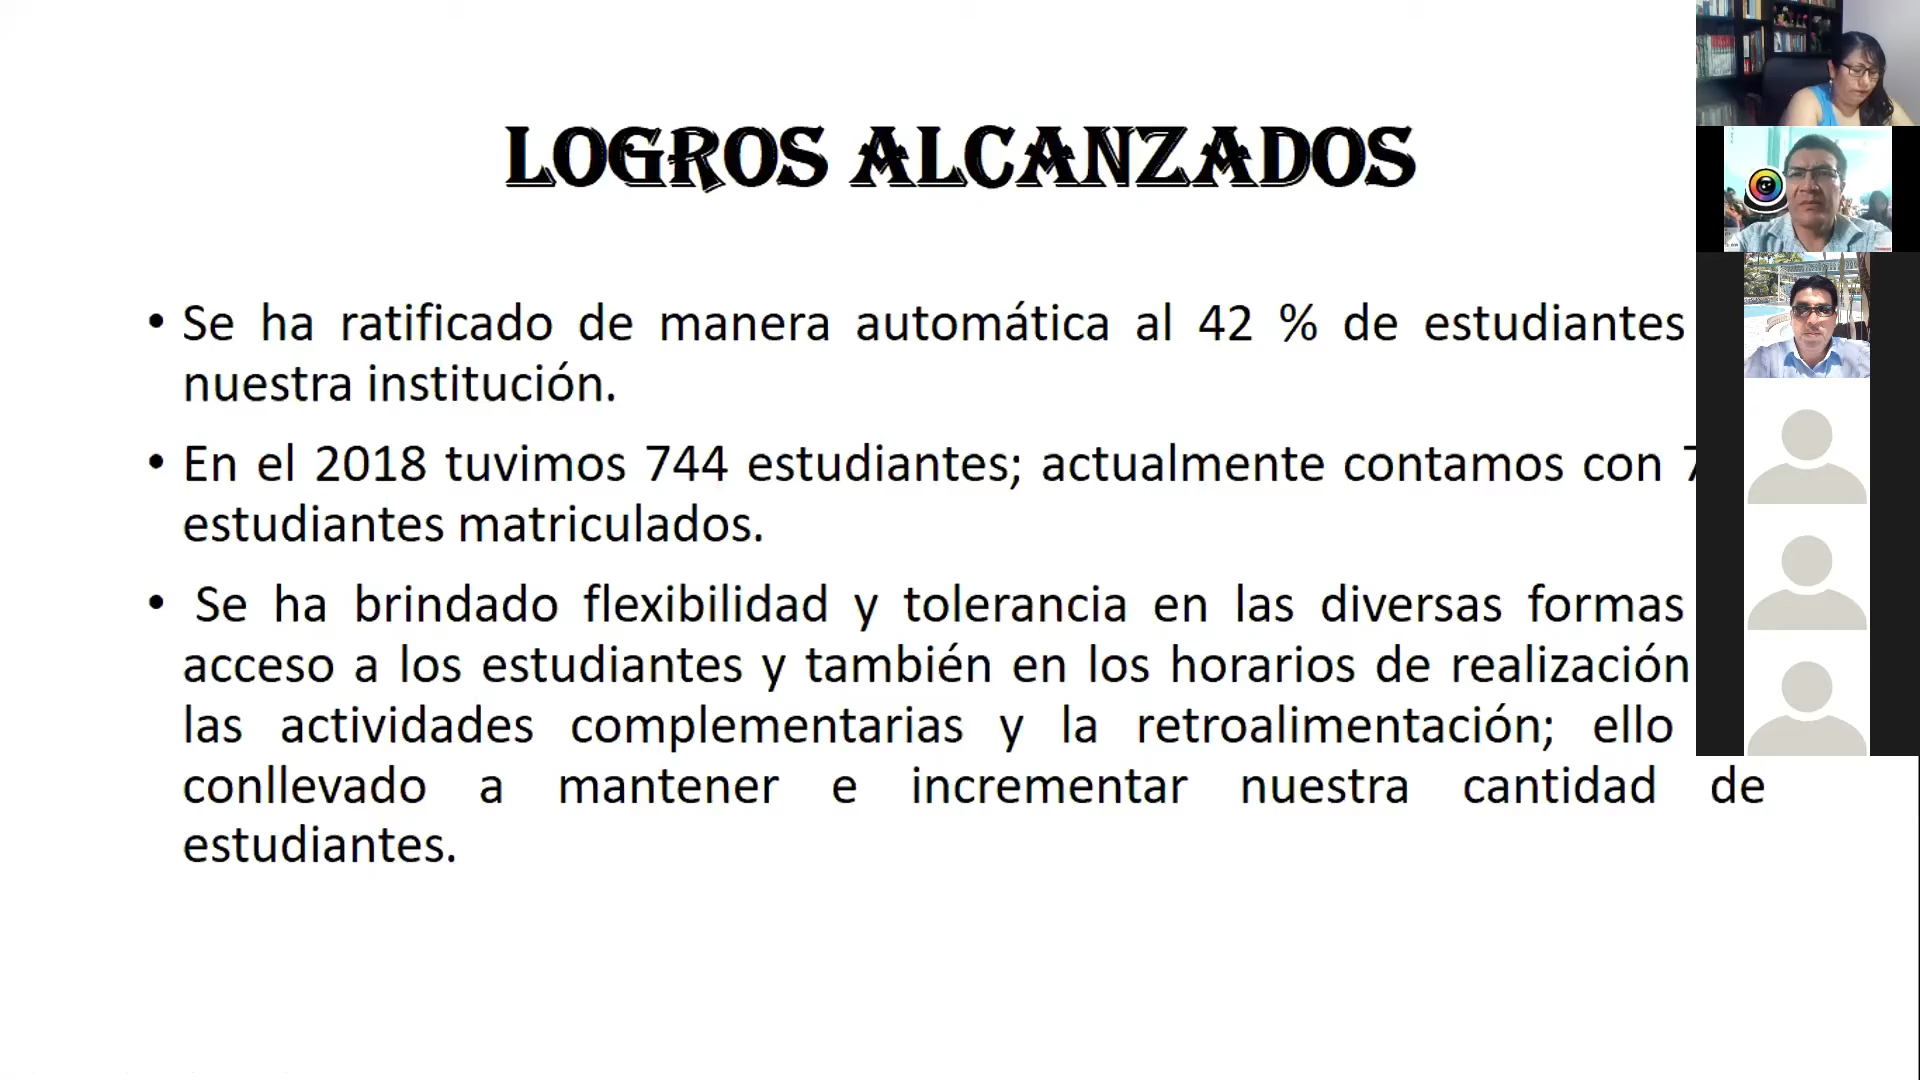 LOGROS ALCANZADOS
• Se ha ratificado de manera automática al 42 % de estudiantes
nuestra institución.
• En el 2018 tuvimos 744 estudiantes; actualmente contamos con
estudiantes matriculados.
• Se ha brindado flexibilidad y tolerancia en las diversas formas
acceso a los estudiantes y también en los horarios de realización
las actividades complementarias y la retroalimentación; ello
conllevado a mantener e incrementar nuestra cantidad de
estudiantes.